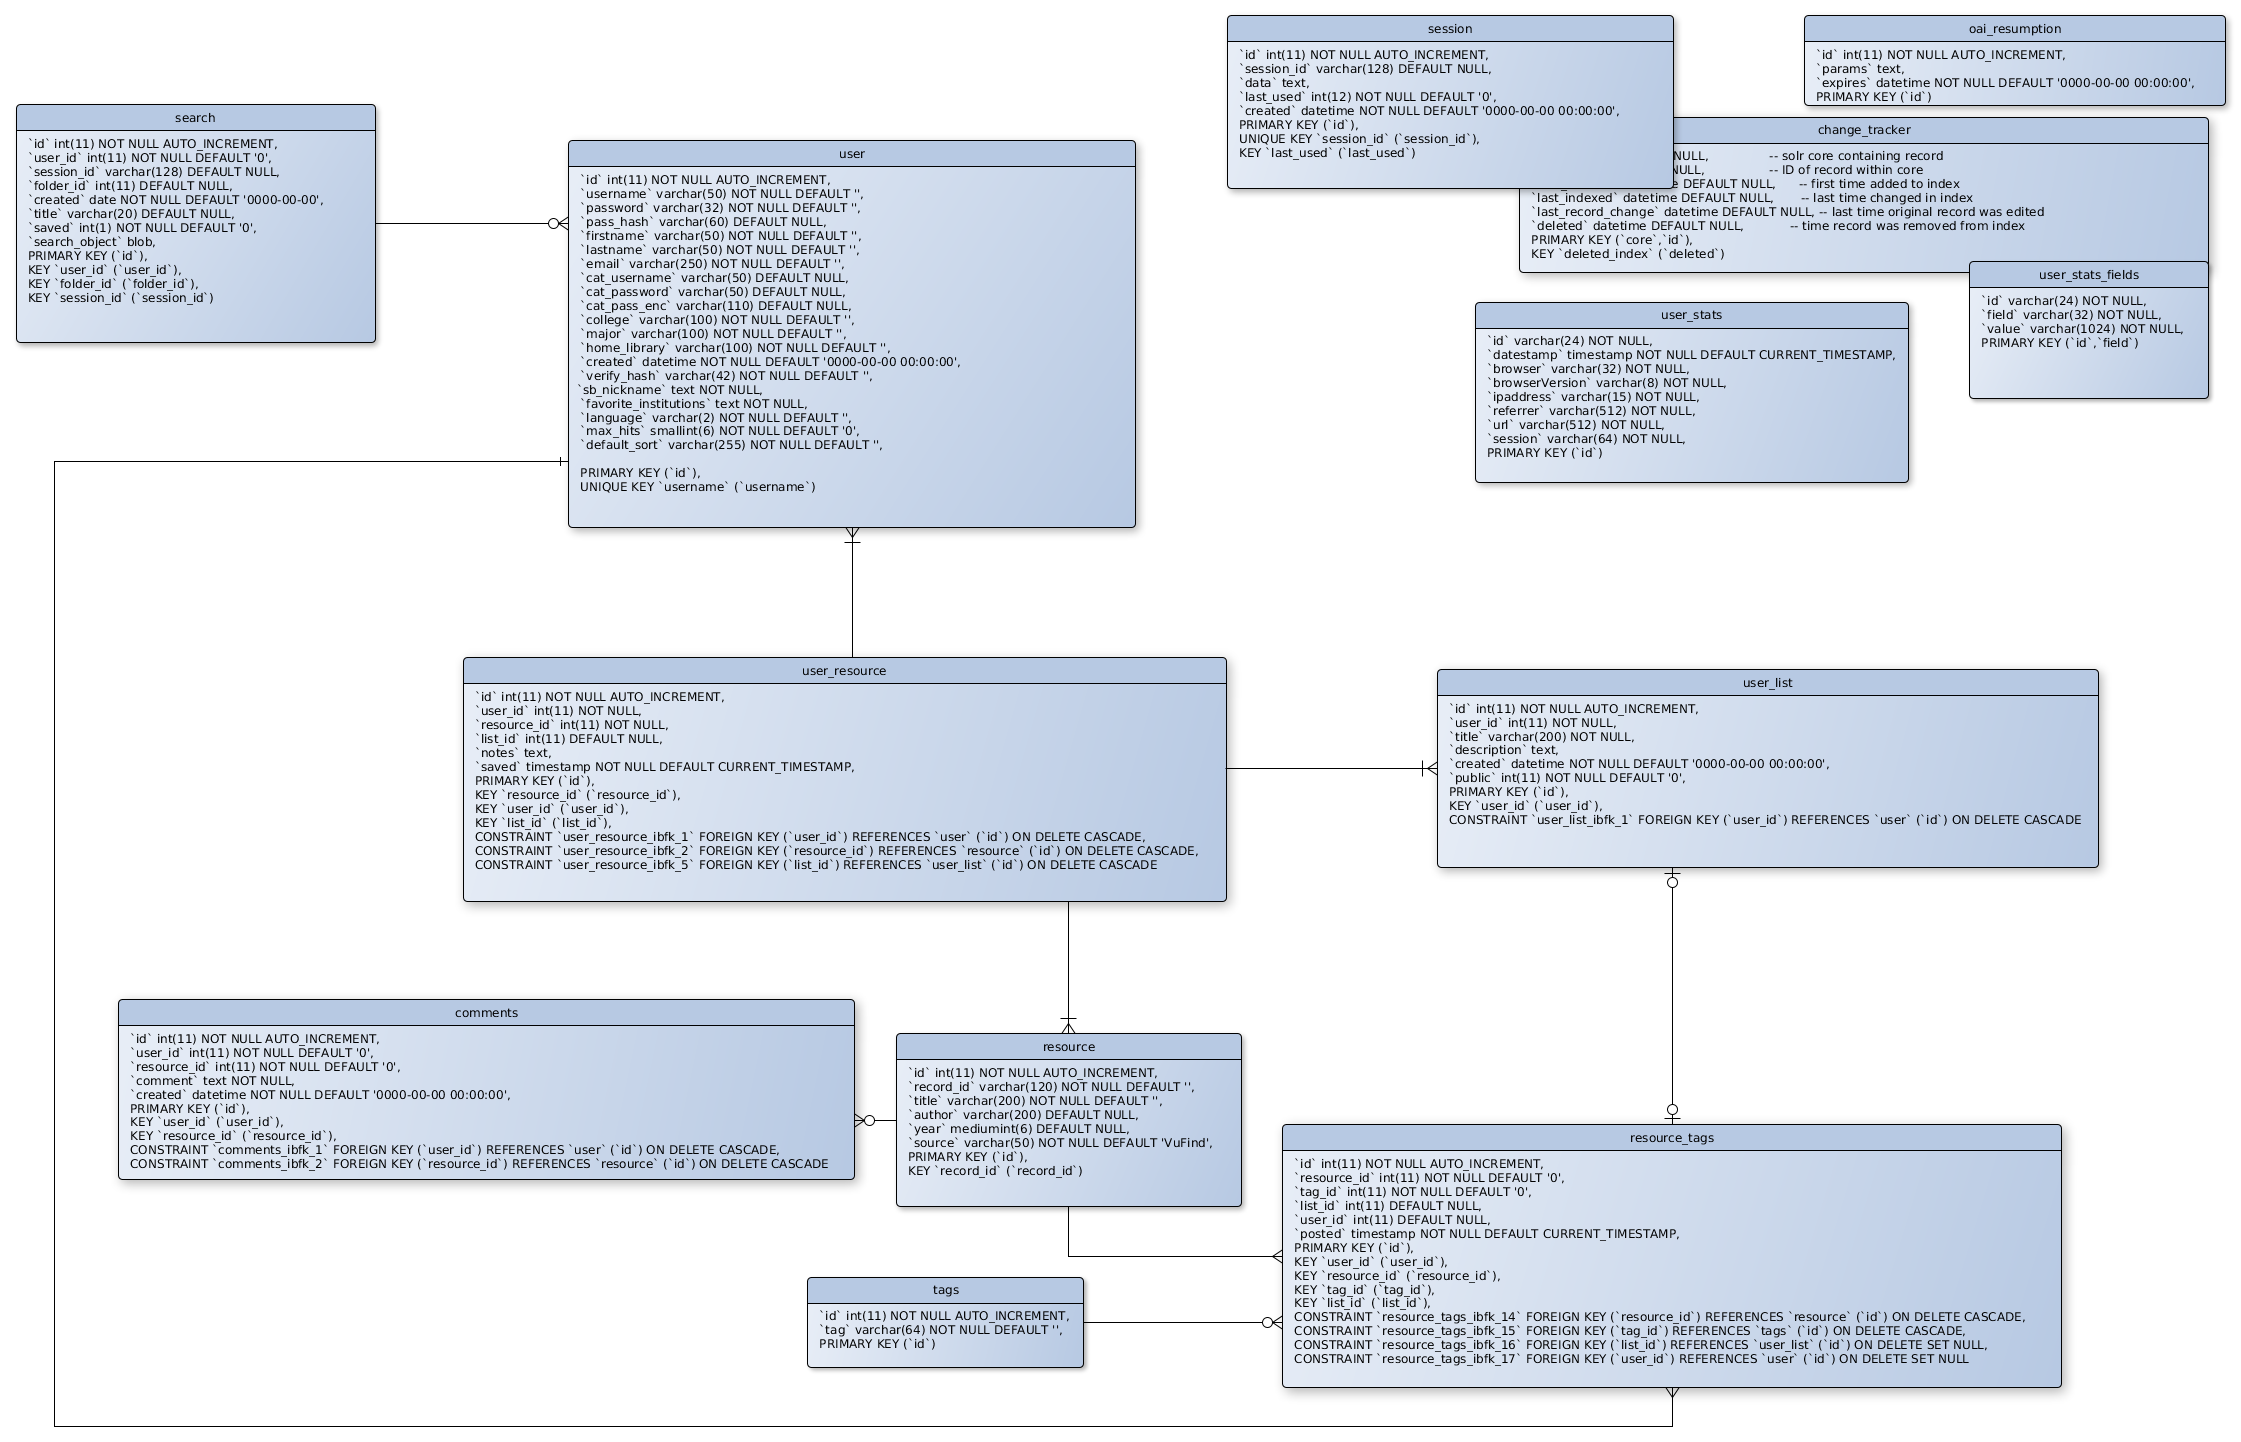 session
`id` int(11) NOT NULL AUTO_INCREMENT,
`session_id` varchar(128) DEFAULT NULL,
`data` text,
`last_used` int(12) NOT NULL DEFAULT '0',
`created` datetime NOT NULL DEFAULT '0000-00-00 00:00:00',
PRIMARY KEY (`id`),
UNIQUE KEY `session_id` (`session_id`),
KEY `last_used` (`last_used`)
oai_resumption
`id` int(11) NOT NULL AUTO_INCREMENT,
`params` text,
`expires` datetime NOT NULL DEFAULT '0000-00-00 00:00:00',
PRIMARY KEY (`id`)
search
`id` int(11) NOT NULL AUTO_INCREMENT,
`user_id` int(11) NOT NULL DEFAULT '0',
`session_id` varchar(128) DEFAULT NULL,
`folder_id` int(11) DEFAULT NULL,
`created` date NOT NULL DEFAULT '0000-00-00',
`title` varchar(20) DEFAULT NULL,
`saved` int(1) NOT NULL DEFAULT '0',
`search_object` blob,
PRIMARY KEY (`id`),
KEY `user_id` (`user_id`),
KEY `folder_id` (`folder_id`),
KEY `session_id` (`session_id`)
change_tracker
NULL, -- solr core containing record
NULL, -- ID of record within core
DEFAULT NULL, -- first time added to index
`last_indexed` datetime DEFAULT NULL, -- last time changed in index
`last_record_change` datetime DEFAULT NULL, -- last time original record was edited
`deleted` datetime DEFAULT NULL, -- time record was removed from index
PRIMARY KEY (`core`,`id`),
KEY `deleted_index` (`deleted`)
user
`id` int(11) NOT NULL AUTO_INCREMENT,
`username` varchar(50) NOT NULL DEFAULT '',
`password` varchar(32) NOT NULL DEFAULT '',
`pass_hash` varchar(60) DEFAULT NULL,
`firstname` varchar(50) NOT NULL DEFAULT '',
`lastname` varchar(50) NOT NULL DEFAULT '',
`email` varchar(250) NOT NULL DEFAULT '',
`cat_username` varchar(50) DEFAULT NULL,
`cat_password` varchar(50) DEFAULT NULL,
`cat_pass_enc` varchar(110) DEFAULT NULL,
`college` varchar(100) NOT NULL DEFAULT '',
`major` varchar(100) NOT NULL DEFAULT '',
`home_library` varchar(100) NOT NULL DEFAULT '',
`created` datetime NOT NULL DEFAULT '0000-00-00 00:00:00',
`verify_hash` varchar(42) NOT NULL DEFAULT '',
`sb_nickname` text NOT NULL,
`favorite_institutions` text NOT NULL,
`language` varchar(2) NOT NULL DEFAULT '',
`max_hits` smallint(6) NOT NULL DEFAULT '0',
`default_sort` varchar(255) NOT NULL DEFAULT '',
PRIMARY KEY (`id`),
UNIQUE KEY `username` (`username`)
user_stats_fields
`id` varchar(24) NOT NULL,
`field` varchar(32) NOT NULL,
`value` varchar(1024) NOT NULL,
PRIMARY KEY (`id`,`field`)
user_stats
`id` varchar(24) NOT NULL,
`datestamp` timestamp NOT NULL DEFAULT CURRENT_TIMESTAMP,
`browser` varchar(32) NOT NULL,
`browserVersion` varchar(8) NOT NULL,
`ipaddress` varchar(15) NOT NULL,
`referrer` varchar(512) NOT NULL,
`url` varchar(512) NOT NULL,
`session` varchar(64) NOT NULL,
PRIMARY KEY (`id`)
user_resource
`id` int(11) NOT NULL AUTO_INCREMENT,
`user_id` int(11) NOT NULL,
`resource_id` int(11) NOT NULL,
`list_id` int(11) DEFAULT NULL,
`notes` text,
`saved` timestamp NOT NULL DEFAULT CURRENT_TIMESTAMP,
PRIMARY KEY (`id`),
KEY `resource_id` (`resource_id`),
KEY `user_id` (`user_id`),
KEY `list_id` (`list_id`),
CONSTRAINT `user_resource_ibfk_1` FOREIGN KEY (`user_id`) REFERENCES `user` (`id`) ON DELETE CASCADE,
CONSTRAINT `user_resource_ibfk_2` FOREIGN KEY (`resource_id`) REFERENCES `resource` (`id`) ON DELETE CASCADE,
CONSTRAINT `user_resource_ibfk_5` FOREIGN KEY (`list_id`) REFERENCES `user_list` (`id`) ON DELETE CASCADE
user_list
`id` int(11) NOT NULL AUTO_INCREMENT,
`user_id` int(11) NOT NULL,
`title` varchar(200) NOT NULL,
`description` text,
`created` datetime NOT NULL DEFAULT '0000-00-00 00:00:00',
`public` int(11) NOT NULL DEFAULT '0',
PRIMARY KEY (`id`),
KEY `user_id` (`user_id`),
CONSTRAINT `user_list_ibfk_1` FOREIGN KEY (`user_id`) REFERENCES `user` (`id`) ON DELETE CASCADE
comments
`id` int(11) NOT NULL AUTO_INCREMENT,
`user_id` int(11) NOT NULL DEFAULT '0',
`resource_id` int(11) NOT NULL DEFAULT '0',
`comment` text NOT NULL,
`created` datetime NOT NULL DEFAULT '0000-00-00 00:00:00',
PRIMARY KEY (`id`),
KEY `user_id` (`user_id`),
KEY `resource_id` (`resource_id`),
CONSTRAINT `comments_ibfk_1` FOREIGN KEY (`user_id`) REFERENCES `user` (`id`) ON DELETE CASCADE,
CONSTRAINT `comments_ibfk_2` FOREIGN KEY (`resource_id`) REFERENCES `resource` (`id`) ON DELETE CASCADE
resource
`id` int(11) NOT NULL AUTO_INCREMENT,
`record_id` varchar(120) NOT NULL DEFAULT '',
`title` varchar(200) NOT NULL DEFAULT '',
`author` varchar(200) DEFAULT NULL,
`year` mediumint(6) DEFAULT NULL,
`source` varchar(50) NOT NULL DEFAULT 'VuFind',
PRIMARY KEY (`id`),
KEY `record_id` (`record_id`)
resource_tags
`id` int(11) NOT NULL AUTO_INCREMENT,
`resource_id` int(11) NOT NULL DEFAULT '0',
`tag_id` int(11) NOT NULL DEFAULT '0',
`list_id` int(11) DEFAULT NULL,
`user_id` int(11) DEFAULT NULL,
`posted` timestamp NOT NULL DEFAULT CURRENT_TIMESTAMP,
PRIMARY KEY (`id`),
KEY `user_id` (`user_id`),
KEY `resource_id` (`resource_id`),
KEY `tag_id` (`tag_id`),
KEY `list_id` (`list_id`),
CONSTRAINT `resource_tags_ibfk_14` FOREIGN KEY (`resource_id`) REFERENCES `resource` (`id`) ON DELETE CASCADE,
CONSTRAINT `resource_tags_ibfk_15` FOREIGN KEY (`tag_id`) REFERENCES `tags` (`id`) ON DELETE CASCADE,
CONSTRAINT `resource_tags_ibfk_16` FOREIGN KEY (`list_id`) REFERENCES `user_list` (`id`) ON DELETE SET NULL,
CONSTRAINT `resource_tags_ibfk_17` FOREIGN KEY (`user_id`) REFERENCES `user` (`id`) ON DELETE SET NULL
tags
`id` int(11) NOT NULL AUTO_INCREMENT,
`tag` varchar(64) NOT NULL DEFAULT '',
PRIMARY KEY (`id`)